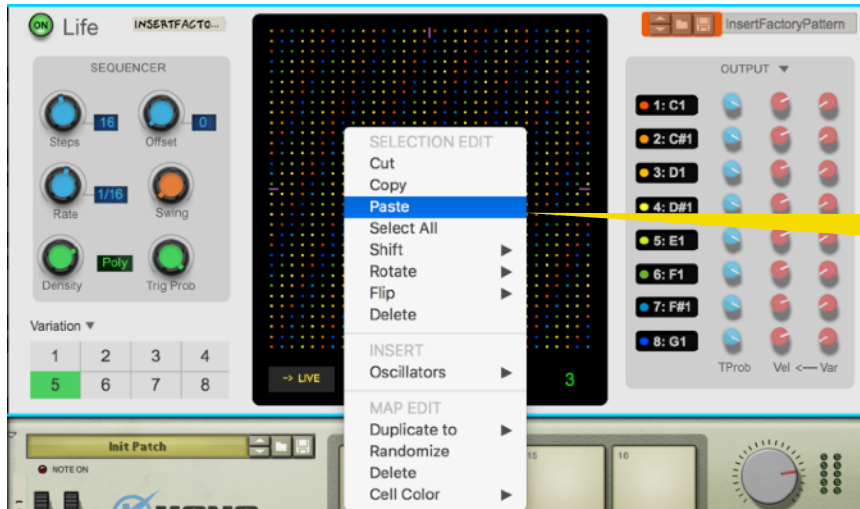 ON
Life
INSERTFACTO...
InsertFactoryPattern
SEQUENCER
16
0
Steps
Offset
1/16
Rate
Swing
Poly
Density
Trig Prob
Variation
1 2 3 4
5 6 7 8
-> LIVE
3
SELECTION EDIT
Cut
Copy
Paste
Select All
Shift
Rotate
Flip
Delete
INSERT
Oscillators
MAP EDIT
Duplicate to
Randomize
Delete
Cell Color
OUTPUT
1: C1
2: C#1
3: D1
4: D#1
5: E1
6: F1
7: F#1
8: G1
TProb Vel <— Var
Init Patch
NOTE ON
15
16